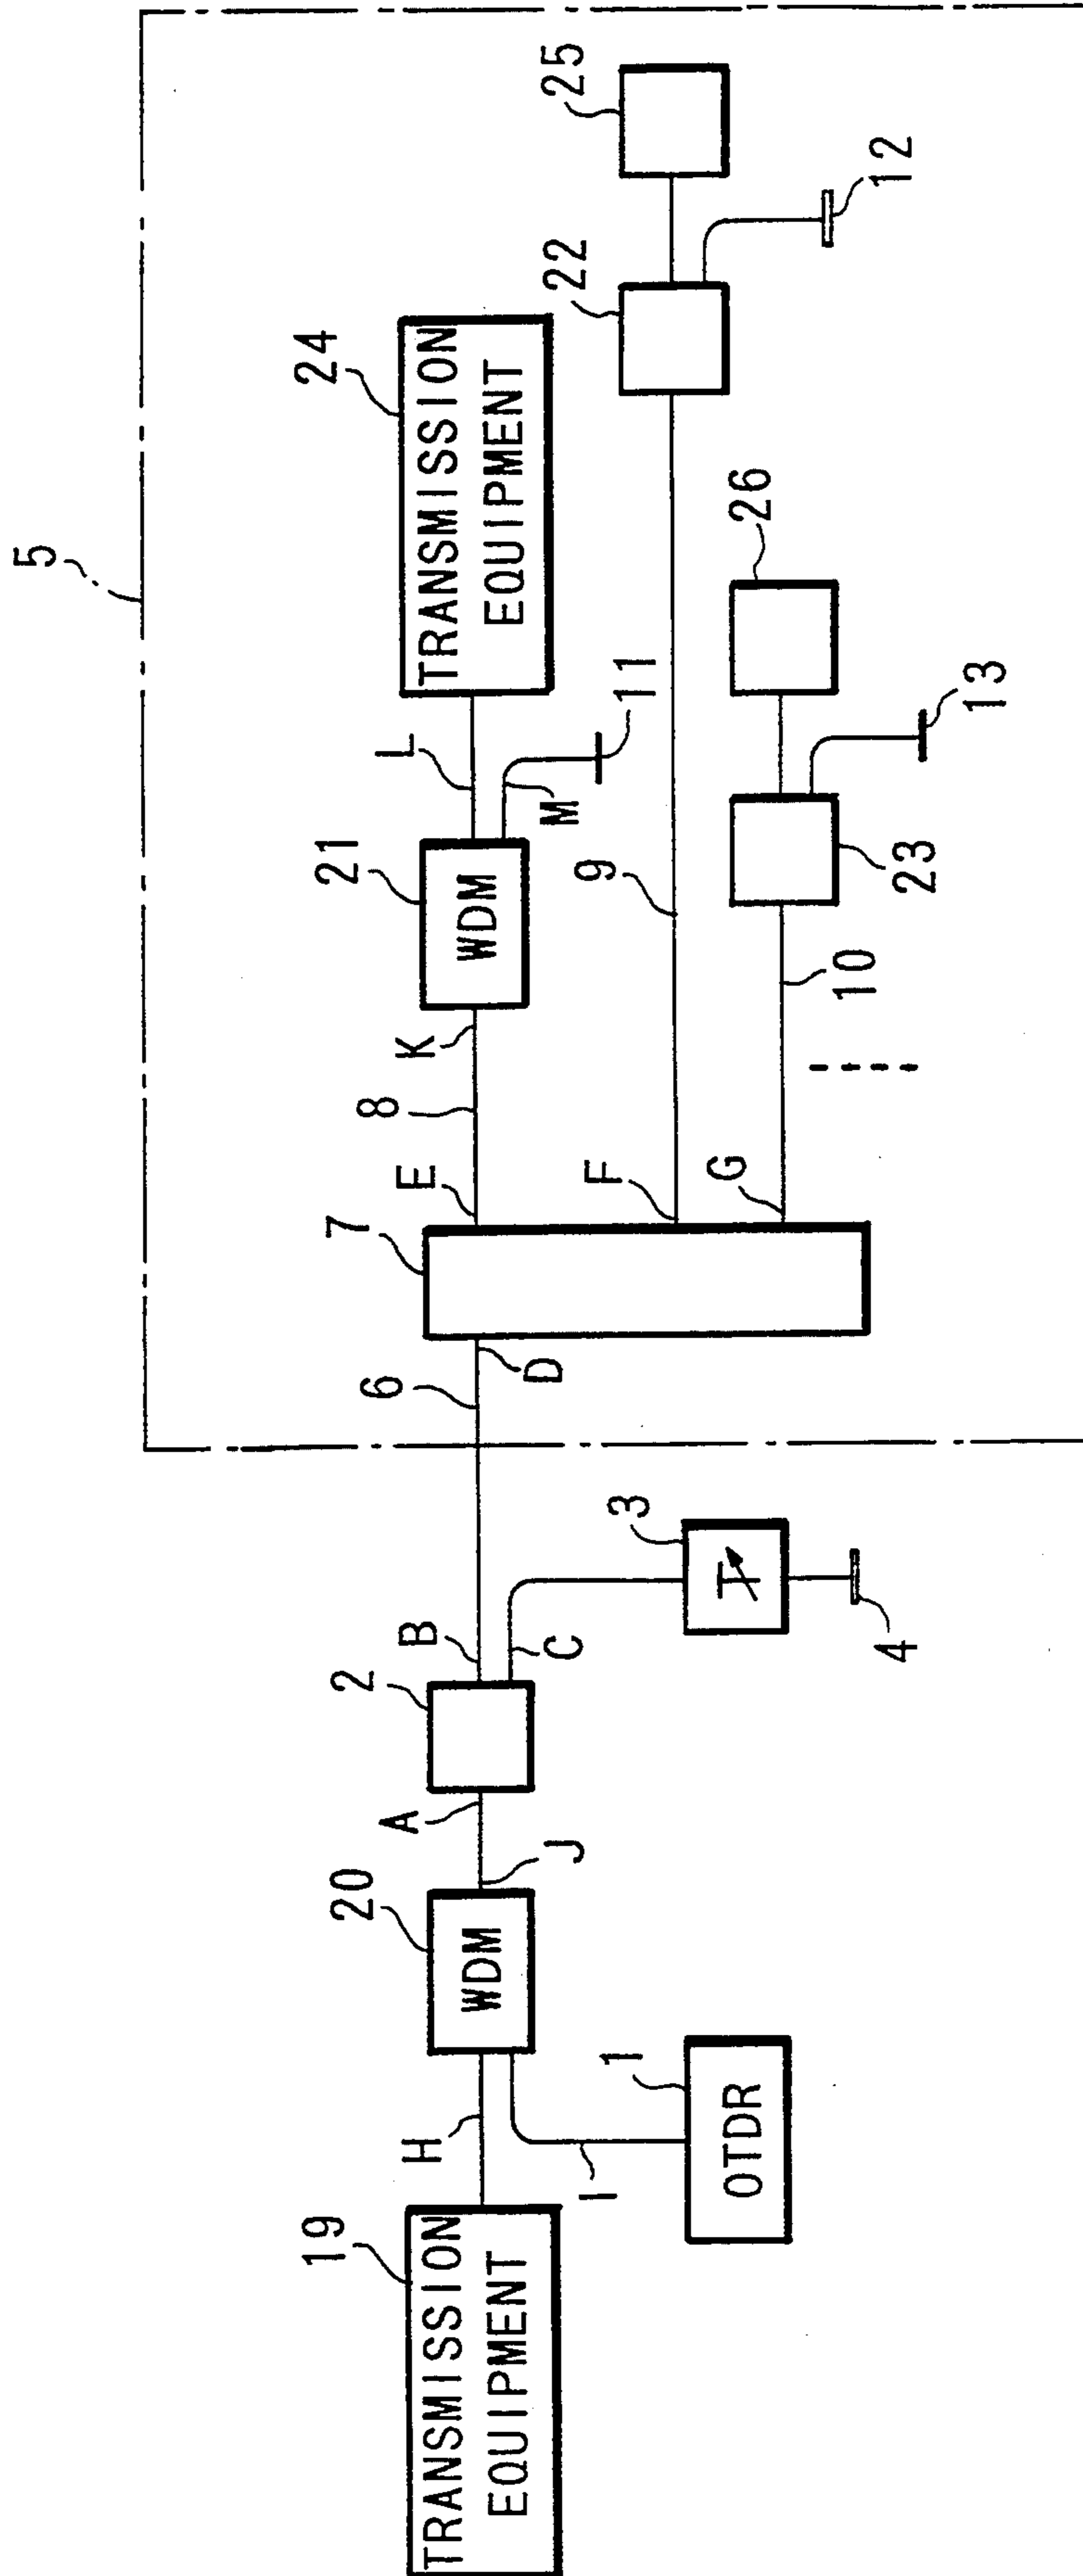 5
19
TRANSMISSION
EQUIPMENT
H
I
1
OTDR
20
WDM
J
A
2
B
C
3
4
6
D
7
E
F
G
8
K
21
WDM
L
M
11
24
TRANSMISSION
EQUIPMENT
9
22
25
12
10
23
26
13